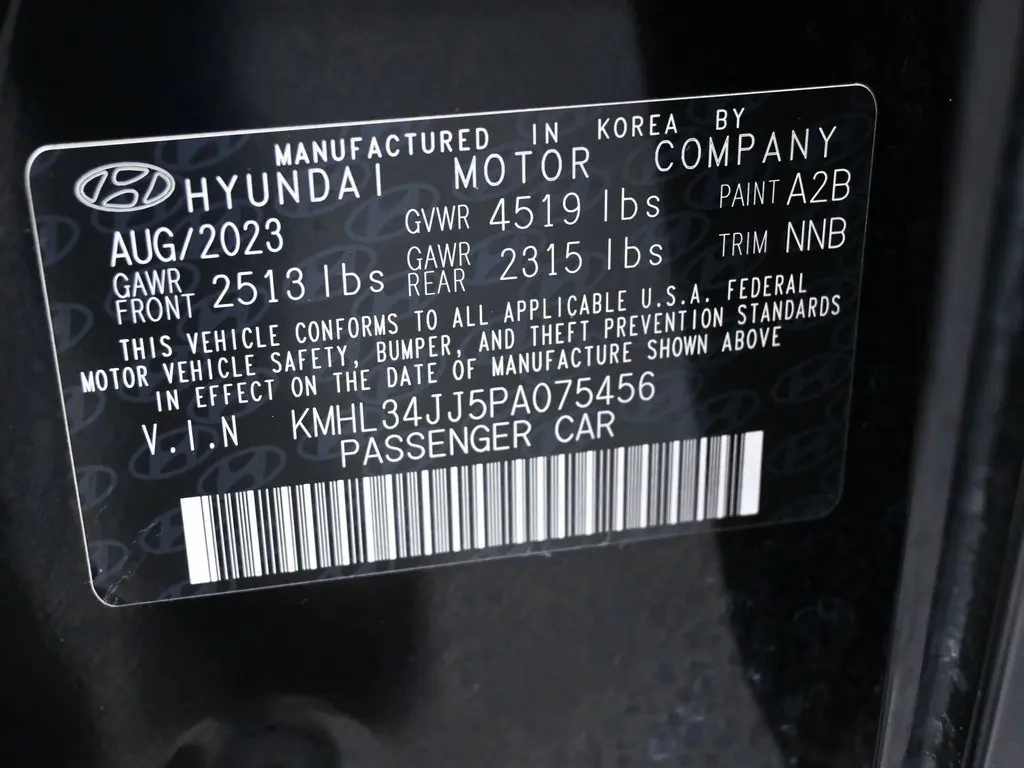 MANUFACTURED IN KOREA BY
HYUNDAI MOTOR COMPANY
AUG/2023 GVWR 4519 lbs PAINT A2B
GAWR FRONT 2513 lbs GAWR REAR 2315 lbs TRIM NNB
THIS VEHICLE CONFORMS TO ALL APPLICABLE U.S.A. FEDERAL
MOTOR VEHICLE SAFETY, BUMPER, AND THEFT PREVENTION STANDARDS
IN EFFECT ON THE DATE OF MANUFACTURE SHOWN ABOVE
V.I.N KMHL34JJ5PA075456
PASSENGER CAR